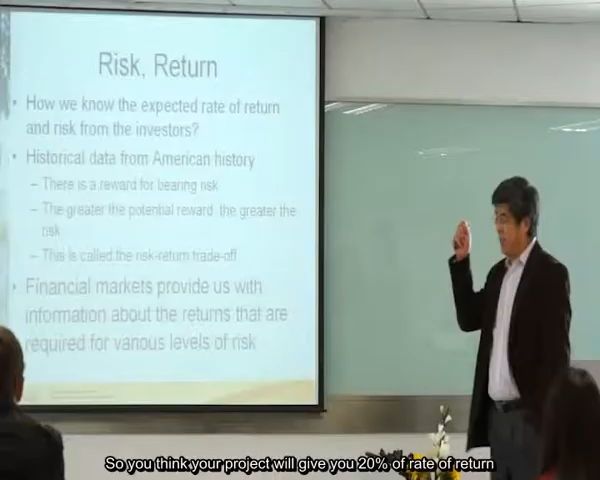 Risk, Return
• How we know the expected rate of return
and risk from the investors?
• Historical data from American history
– There is a reward for bearing risk
– The greater the potential reward the greater the
risk
– This is called the risk-return trade-off
• Financial markets provide us with
information about the returns that are
required for various levels of risk
So you think your project will give you 20% of rate of return